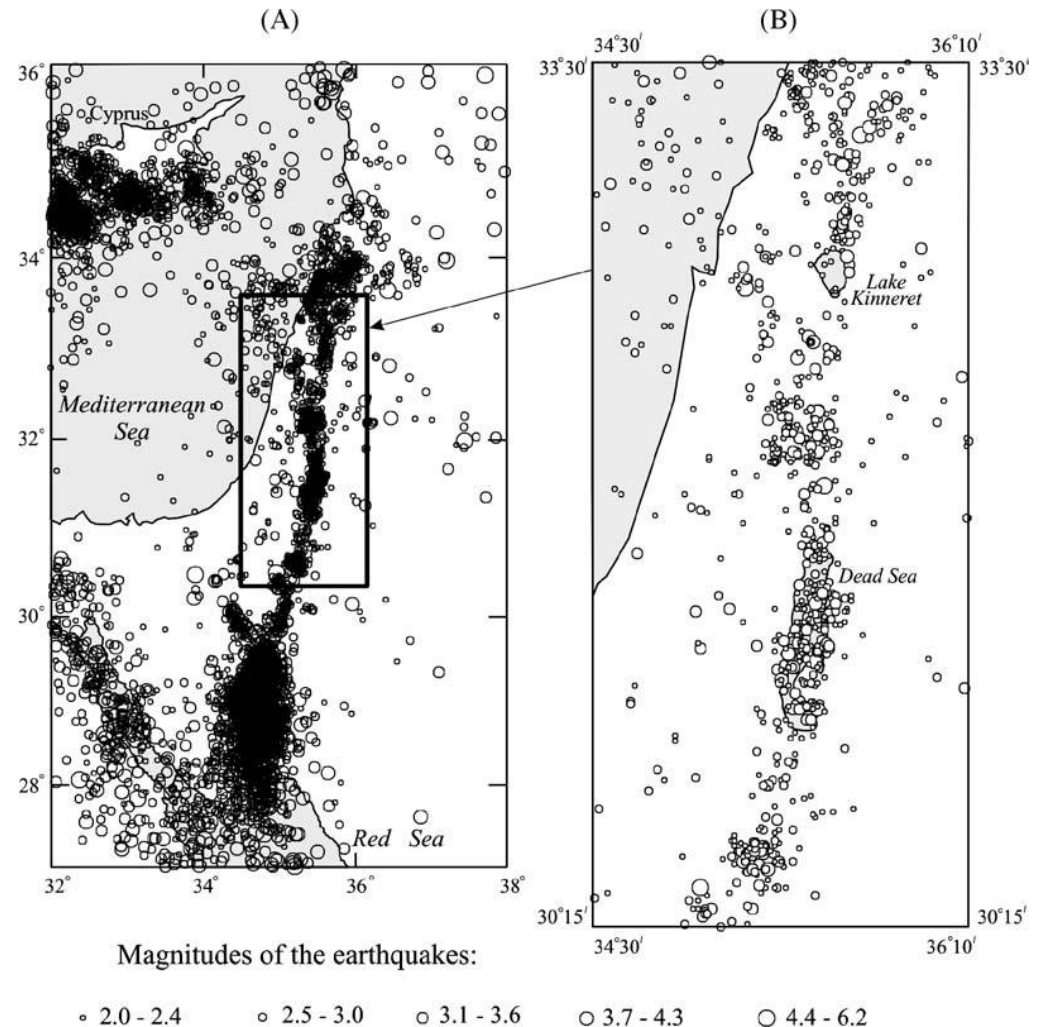 (A)
(B)
34°30'
36°10'
33°30'
33°30'
36°
Cyprus
34°
Lake
Kinneret
Mediterranean
Sea
32°
Dead Sea
30°
28°
Red Sea
32°
34°
36°
38°
30°15'
30°15'
34°30'
36°10'
Magnitudes of the earthquakes:
2.0 - 2.4
2.5 - 3.0
3.1 - 3.6
3.7 - 4.3
4.4 - 6.2